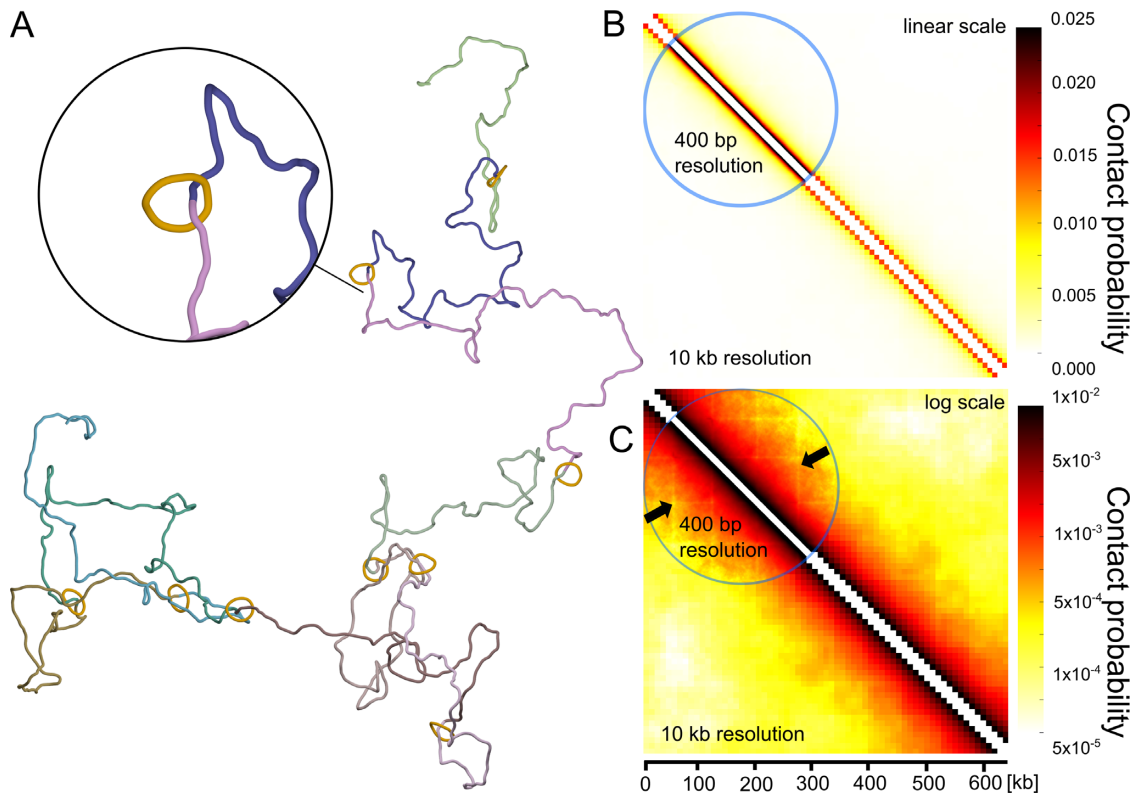 A
B
linear scale
400 bp
resolution
10 kb resolution
0.025
0.020
0.015
0.010
0.005
0.000
Contact probability
C
log scale
400 bp
resolution
10 kb resolution
1x10⁻²
5x10⁻³
1x10⁻³
5x10⁻⁴
1x10⁻⁴
5x10⁻⁵
Contact probability
0 100 200 300 400 500 600 [kb]